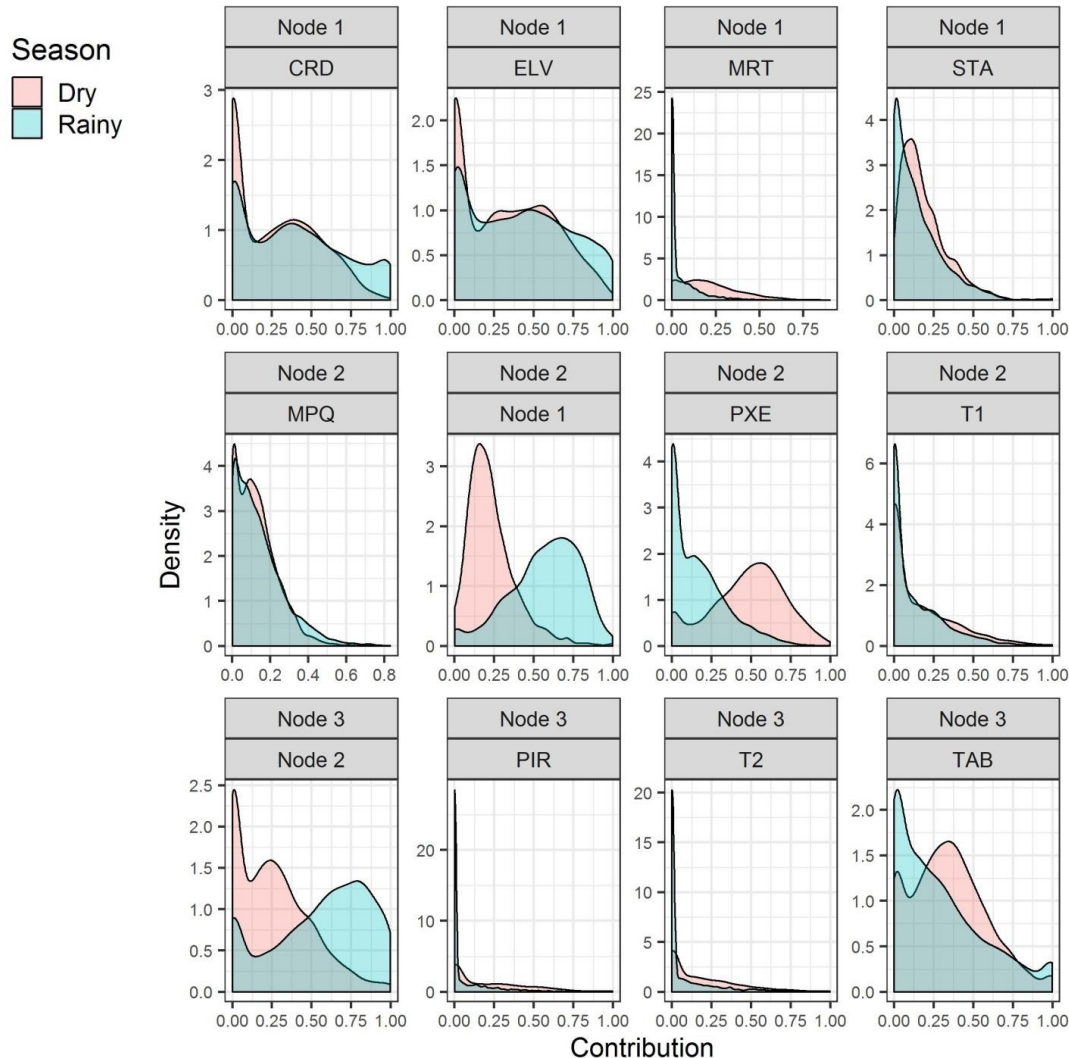 Season
Dry
Rainy
Node 1 Node 1 Node 1 Node 1
CRD ELV MRT STA
3 2 1 0
2.0 1.5 1.0 0.5 0.0
25 20 15 10 5 0
4 3 2 1 0
0.00 0.25 0.50 0.75 1.00 0.00 0.25 0.50 0.75 1.00 0.00 0.25 0.50 0.75 0.00 0.25 0.50 0.75 1.00
Node 2 Node 2 Node 2 Node 2
MPQ Node 1 PXE T1
4 3 2 1 0
3 2 1 0
4 3 2 1 0
6 4 2 0
0.0 0.2 0.4 0.6 0.8 0.00 0.25 0.50 0.75 1.00 0.00 0.25 0.50 0.75 1.00 0.00 0.25 0.50 0.75 1.00
Density
Node 3 Node 3 Node 3 Node 3
Node 2 PIR T2 TAB
2.5 2.0 1.5 1.0 0.5 0.0
20 10 0
20 15 10 5 0
2.0 1.5 1.0 0.5 0.0
0.00 0.25 0.50 0.75 1.00 0.00 0.25 0.50 0.75 1.00 0.00 0.25 0.50 0.75 1.00 0.00 0.25 0.50 0.75 1.00
Contribution